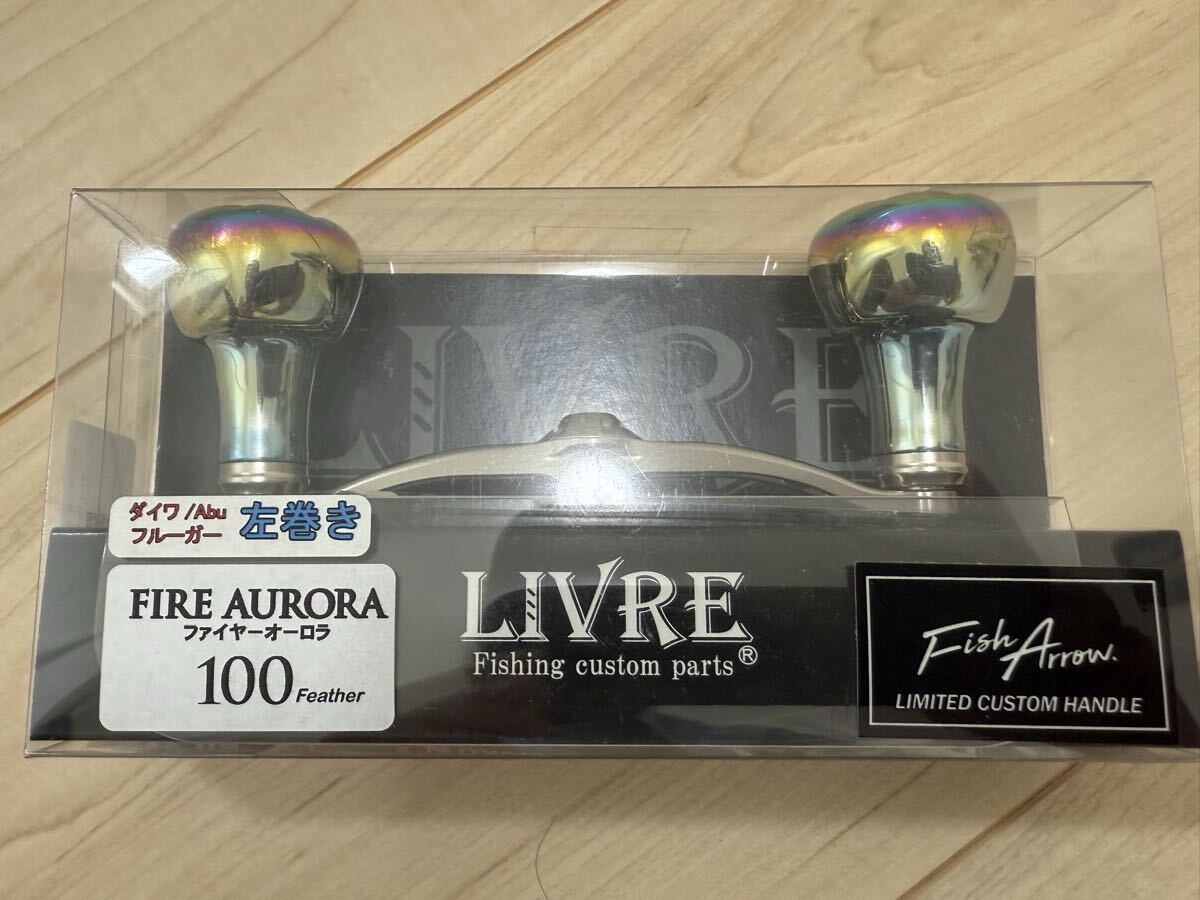 LIVRE
ダイワ/Abu
フルーガー
左巻き
FIRE AURORA
ファイヤーオーロラ
100 Feather
LIVRE
Fishing custom parts®
Fish Arrow.
LIMITED CUSTOM HANDLE